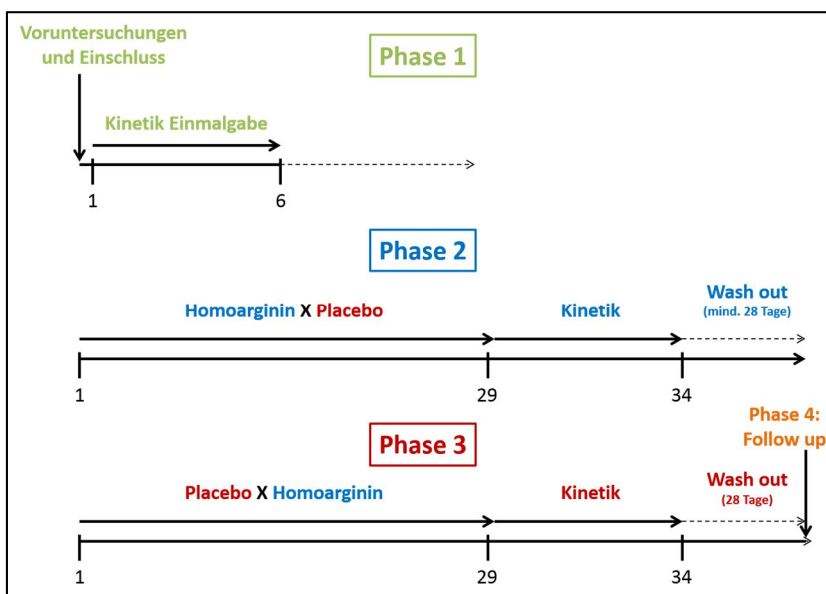 Voruntersuchungen
und Einschluss
Phase 1
Kinetik Einmalgabe
1 6
Phase 2
Homoarginin X Placebo
Kinetik
Wash out
(mind. 28 Tage)
1 29 34
Phase 4:
Follow up
Phase 3
Placebo X Homoarginin
Kinetik
Wash out
(28 Tage)
1 29 34